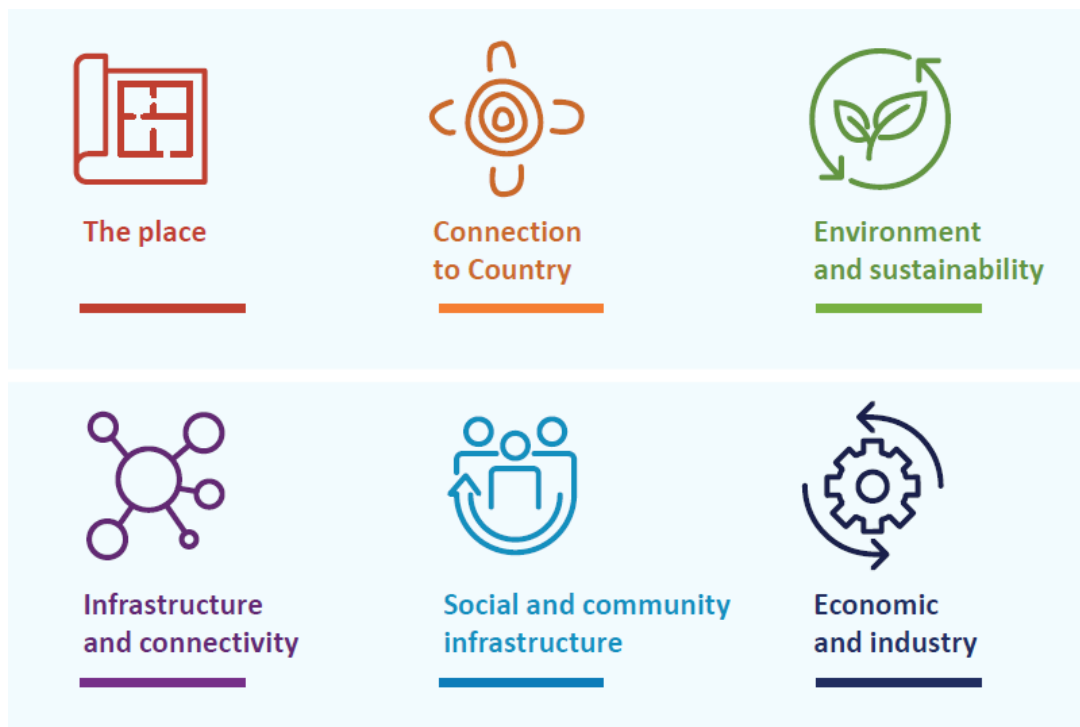 The place
Connection
to Country
Environment
and sustainability
Infrastructure
and connectivity
Social and community
infrastructure
Economic
and industry